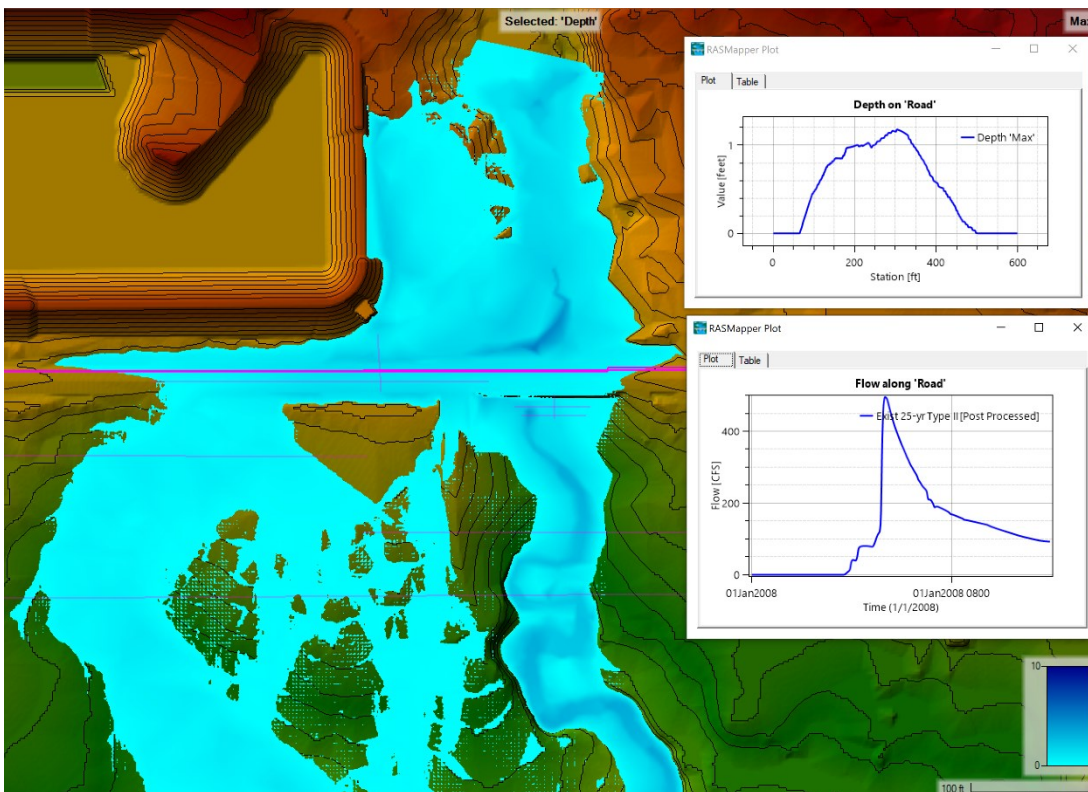 Selected: 'Depth'
Max
RASMapper Plot
Plot
Table
Depth on 'Road'
Depth 'Max'
Value [feet]
1
0
0
200
400
600
Station [ft]
RASMapper Plot
Plot
Table
Flow along 'Road'
Exist 25-yr Type II [Post Processed]
Flow [CFS]
400
200
0
01Jan2008
01Jan2008 0800
Time (1/1/2008)
10
0
100 ft